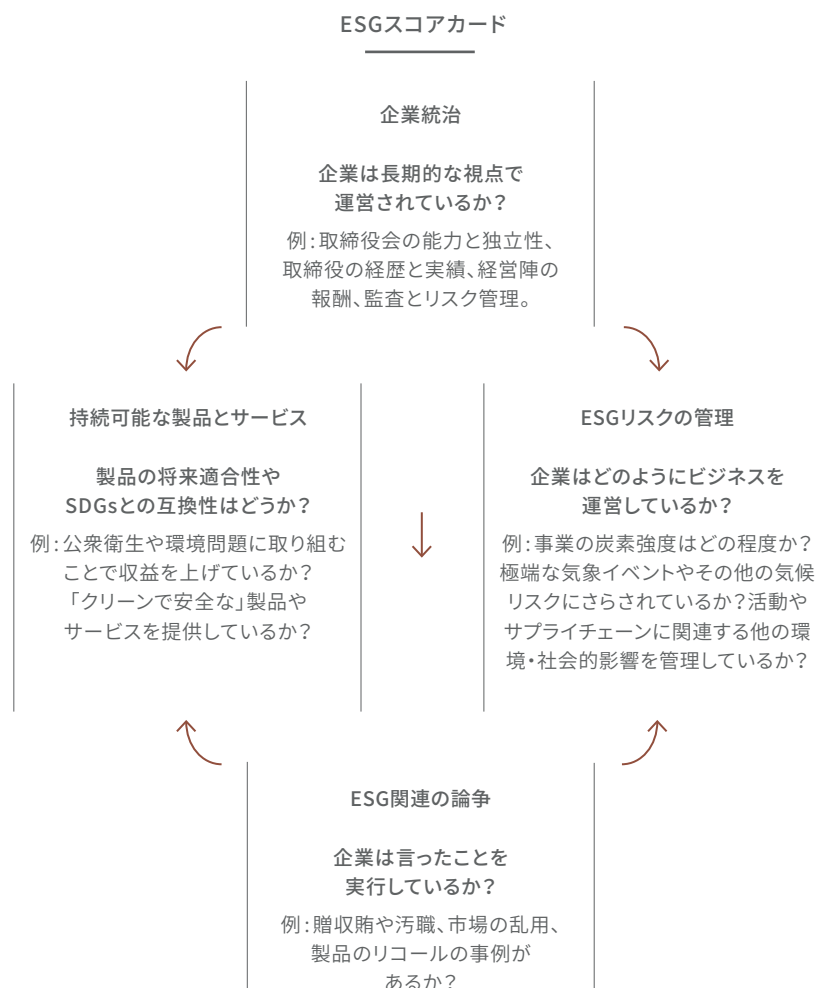 ESGスコアカード
企業統治
企業は長期的な視点で
運営されているか？
例：取締役会の能力と独立性、
取締役の経歴と実績、経営陣の
報酬、監査とリスク管理。
持続可能な製品とサービス
製品の将来適合性や
SDGsとの互換性はどうか？
例：公衆衛生や環境問題に取り組む
ことで収益を上げているか？
「クリーンで安全な」製品や
サービスを提供しているか？
ESGリスクの管理
企業はどのようにビジネスを
運営しているか？
例：事業の炭素強度はどの程度か？
極端な気象イベントやその他の気候
リスクにさらされているか？活動や
サプライチェーンに関連する他の環
境・社会的影響を管理しているか？
ESG関連の論争
企業は言ったことを
実行しているか？
例：贈収賄や汚職、市場の乱用、
製品のリコールの事例が
あるか？